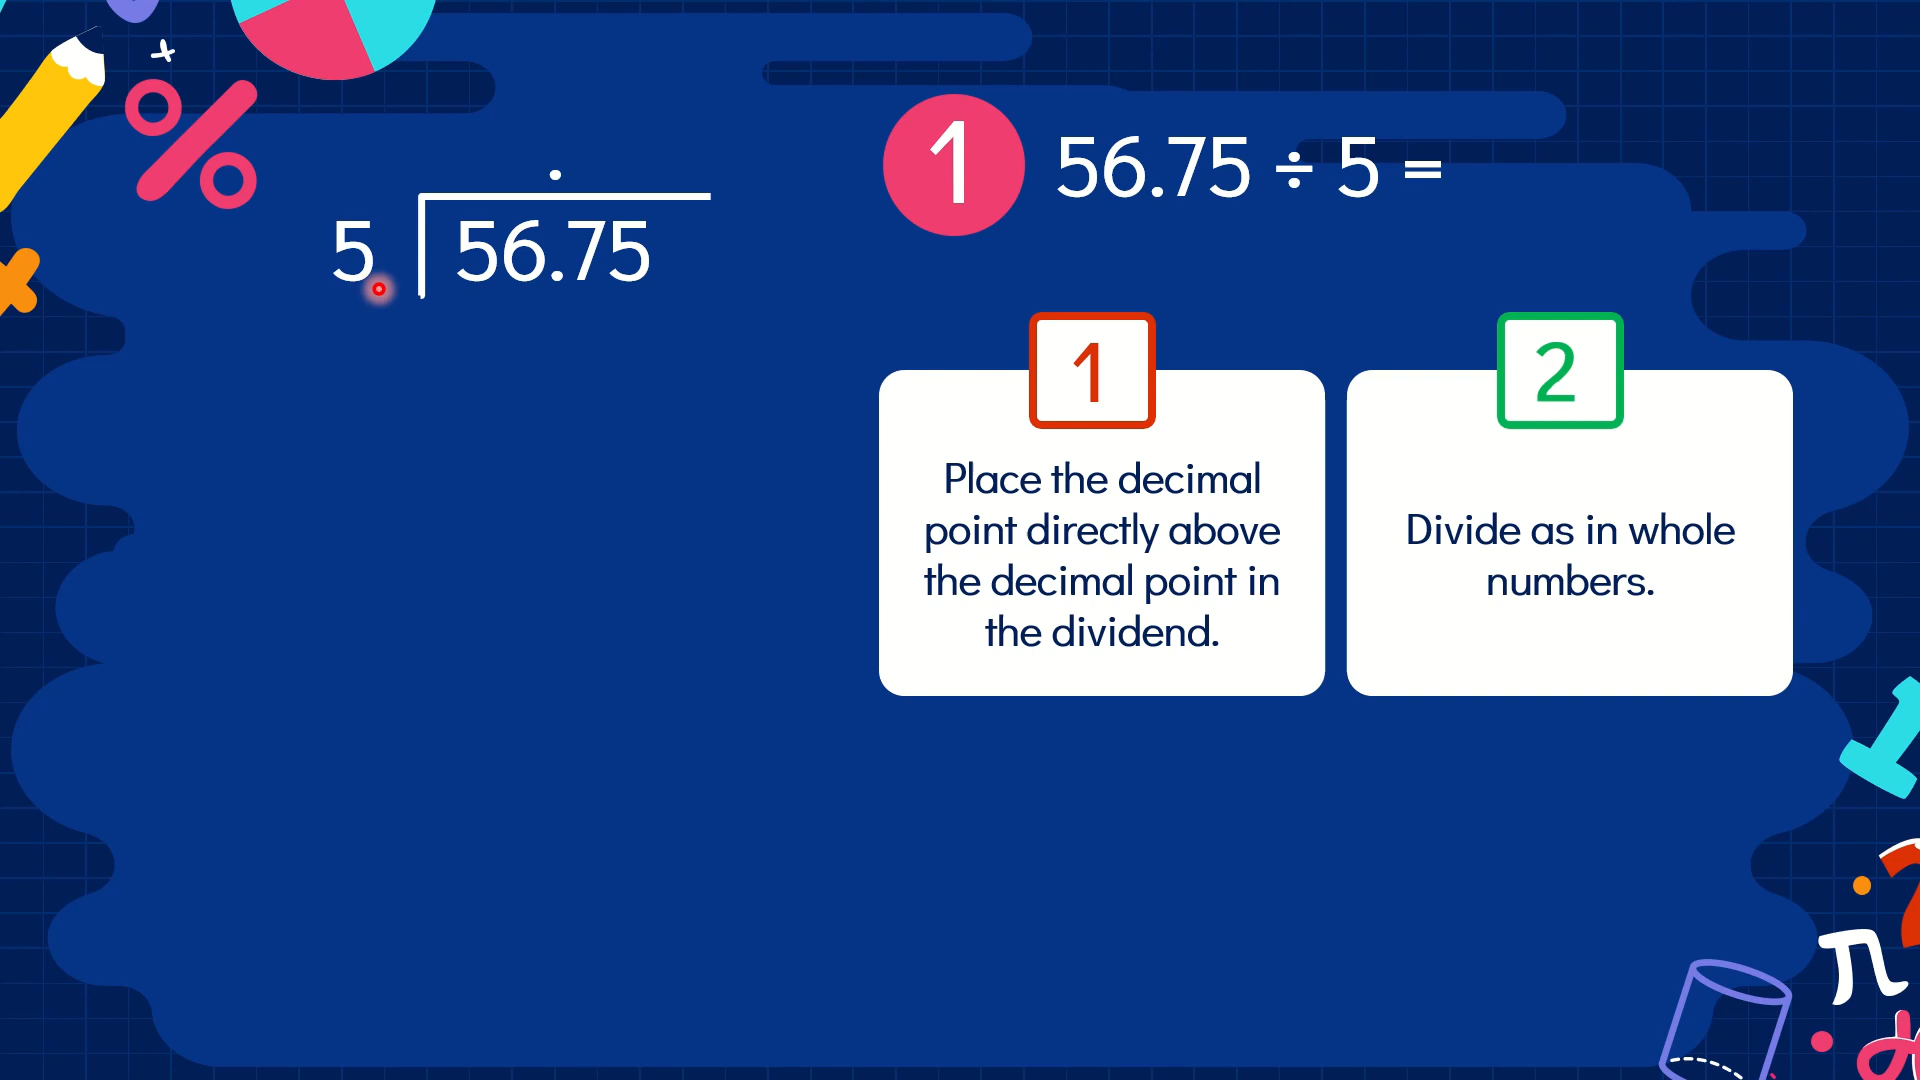 %
1 56.75 ÷ 5 =
.
5 56.75
1
Place the decimal
point directly above
the decimal point in
the dividend.
2
Divide as in whole
numbers.
π